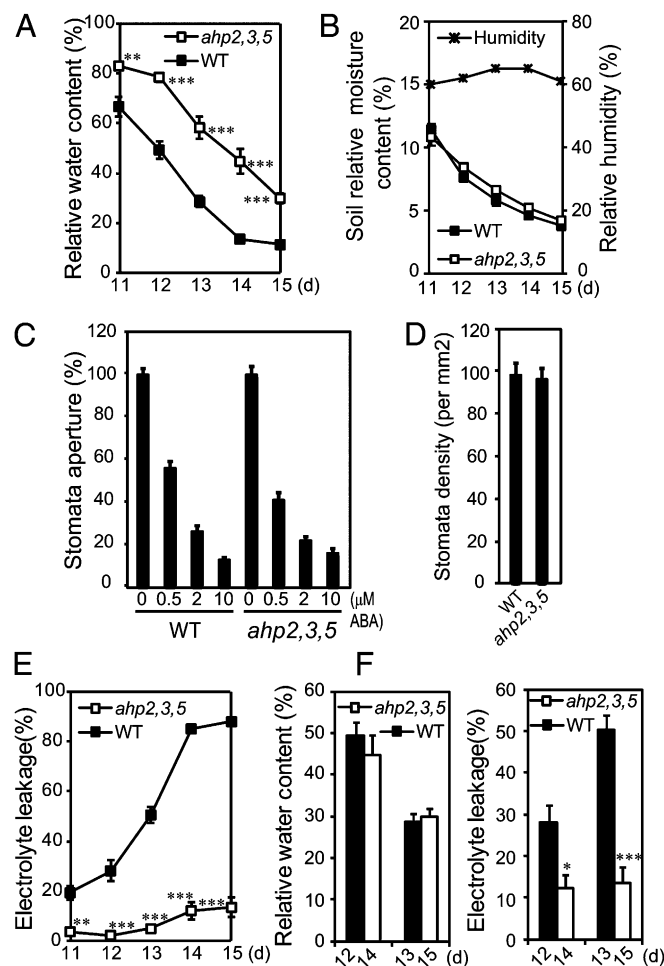 A
Relative water content (%)
100
80
60
40
20
0
ahp2,3,5
WT
**
***
***
***
***
11 12 13 14 15 (d)
B
Soil relative moisture
content (%)
20
15
10
5
0
Humidity
WT
ahp2,3,5
80
60
40
20
0
Relative humidity (%)
11 12 13 14 15 (d)
C
Stomata aperture (%)
120
100
80
60
40
20
0
0 0.5 2 10 0 0.5 2 10 (μM
ABA)
WT ahp2,3,5
D
Stomata density (per mm2)
120
100
80
60
40
20
0
WT
ahp2,3,5
E
Electrolyte leakage(%)
100
80
60
40
20
0
ahp2,3,5
WT
**
***
***
***
***
11 12 13 14 15 (d)
F
Relative water content (%)
60
50
40
30
20
10
0
ahp2,3,5
WT
12 14 13 15 (d)
Electrolyte leakage(%)
60
50
40
30
20
10
0
ahp2,3,5
WT
*
***
12 14 13 15 (d)